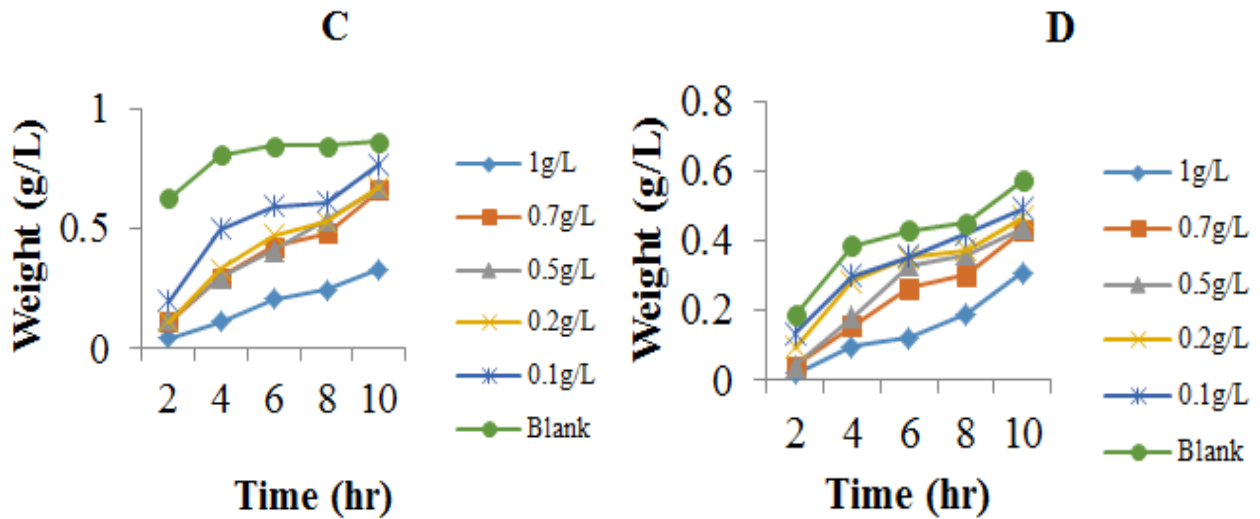 C
Weight (g/L)
1
0.5
0
2 4 6 8 10
Time (hr)
1g/L
0.7g/L
0.5g/L
0.2g/L
0.1g/L
Blank
D
Weight (g/L)
0.8
0.6
0.4
0.2
0
2 4 6 8 10
Time (hr)
1g/L
0.7g/L
0.5g/L
0.2g/L
0.1g/L
Blank